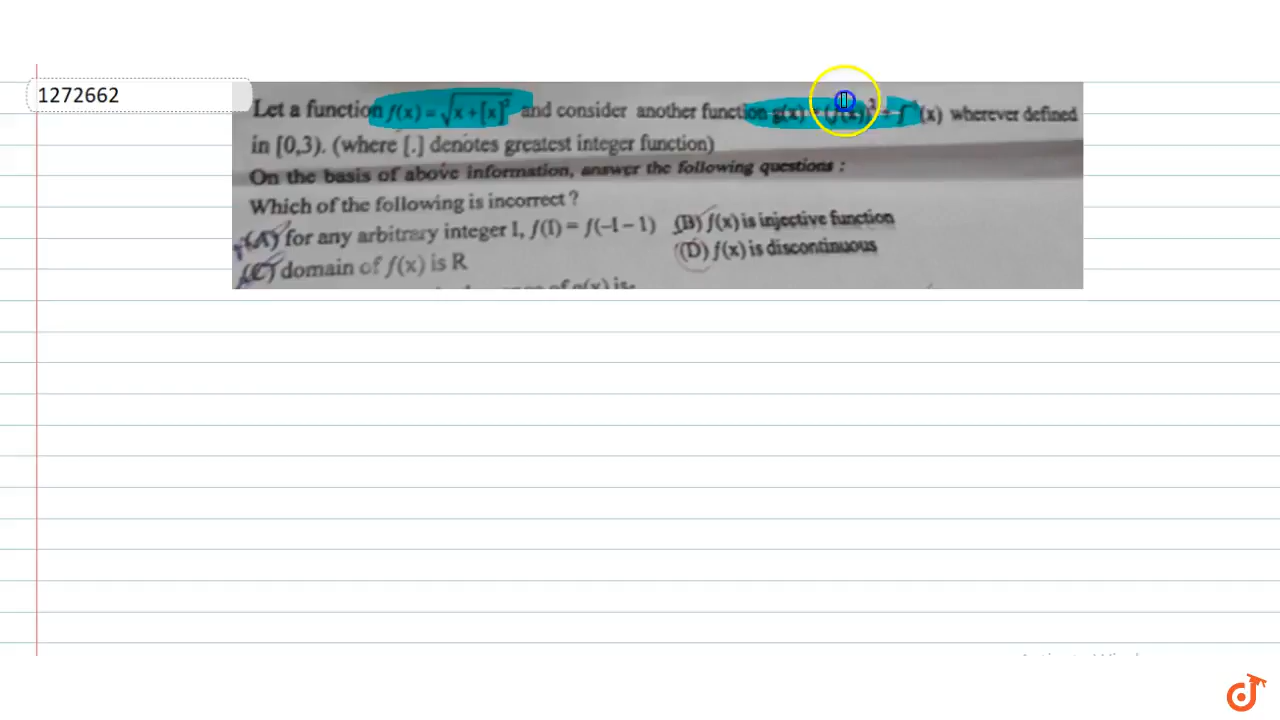 1272662
Let a function f(x) = √x + [x]² and consider another function g(x) = (f(x))² + f⁻¹(x) wherever defined
in [0,3). (where [.] denotes greatest integer function)
On the basis of above information, answer the following questions :
Which of the following is incorrect ?
(A) for any arbitrary integer I, f(I) = f(–I – 1) (B) f(x) is injective function
(C) domain of f(x) is R (D) f(x) is discontinuous